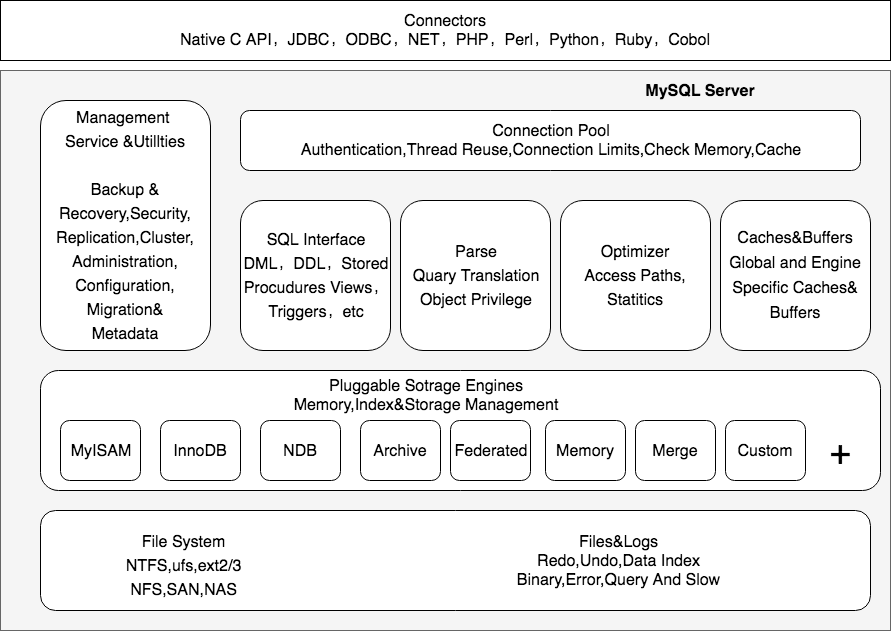 Connectors
Native C API，JDBC，ODBC，NET，PHP，Perl，Python，Ruby，Cobol
MySQL Server
Management
Service &Utillties
Backup &
Recovery,Security,
Replication,Cluster,
Administration,
Configuration,
Migration&
Metadata
Connection Pool
Authentication,Thread Reuse,Connection Limits,Check Memory,Cache
SQL Interface
DML，DDL，Stored
Procudures Views，
Triggers，etc
Parse
Quary Translation
Object Privilege
Optimizer
Access Paths,
Statitics
Caches&Buffers
Global and Engine
Specific Caches&
Buffers
Pluggable Sotrage Engines
Memory,Index&Storage Management
MyISAM
InnoDB
NDB
Archive
Federated
Memory
Merge
Custom
+
File System
NTFS,ufs,ext2/3
NFS,SAN,NAS
Files&Logs
Redo,Undo,Data Index
Binary,Error,Query And Slow